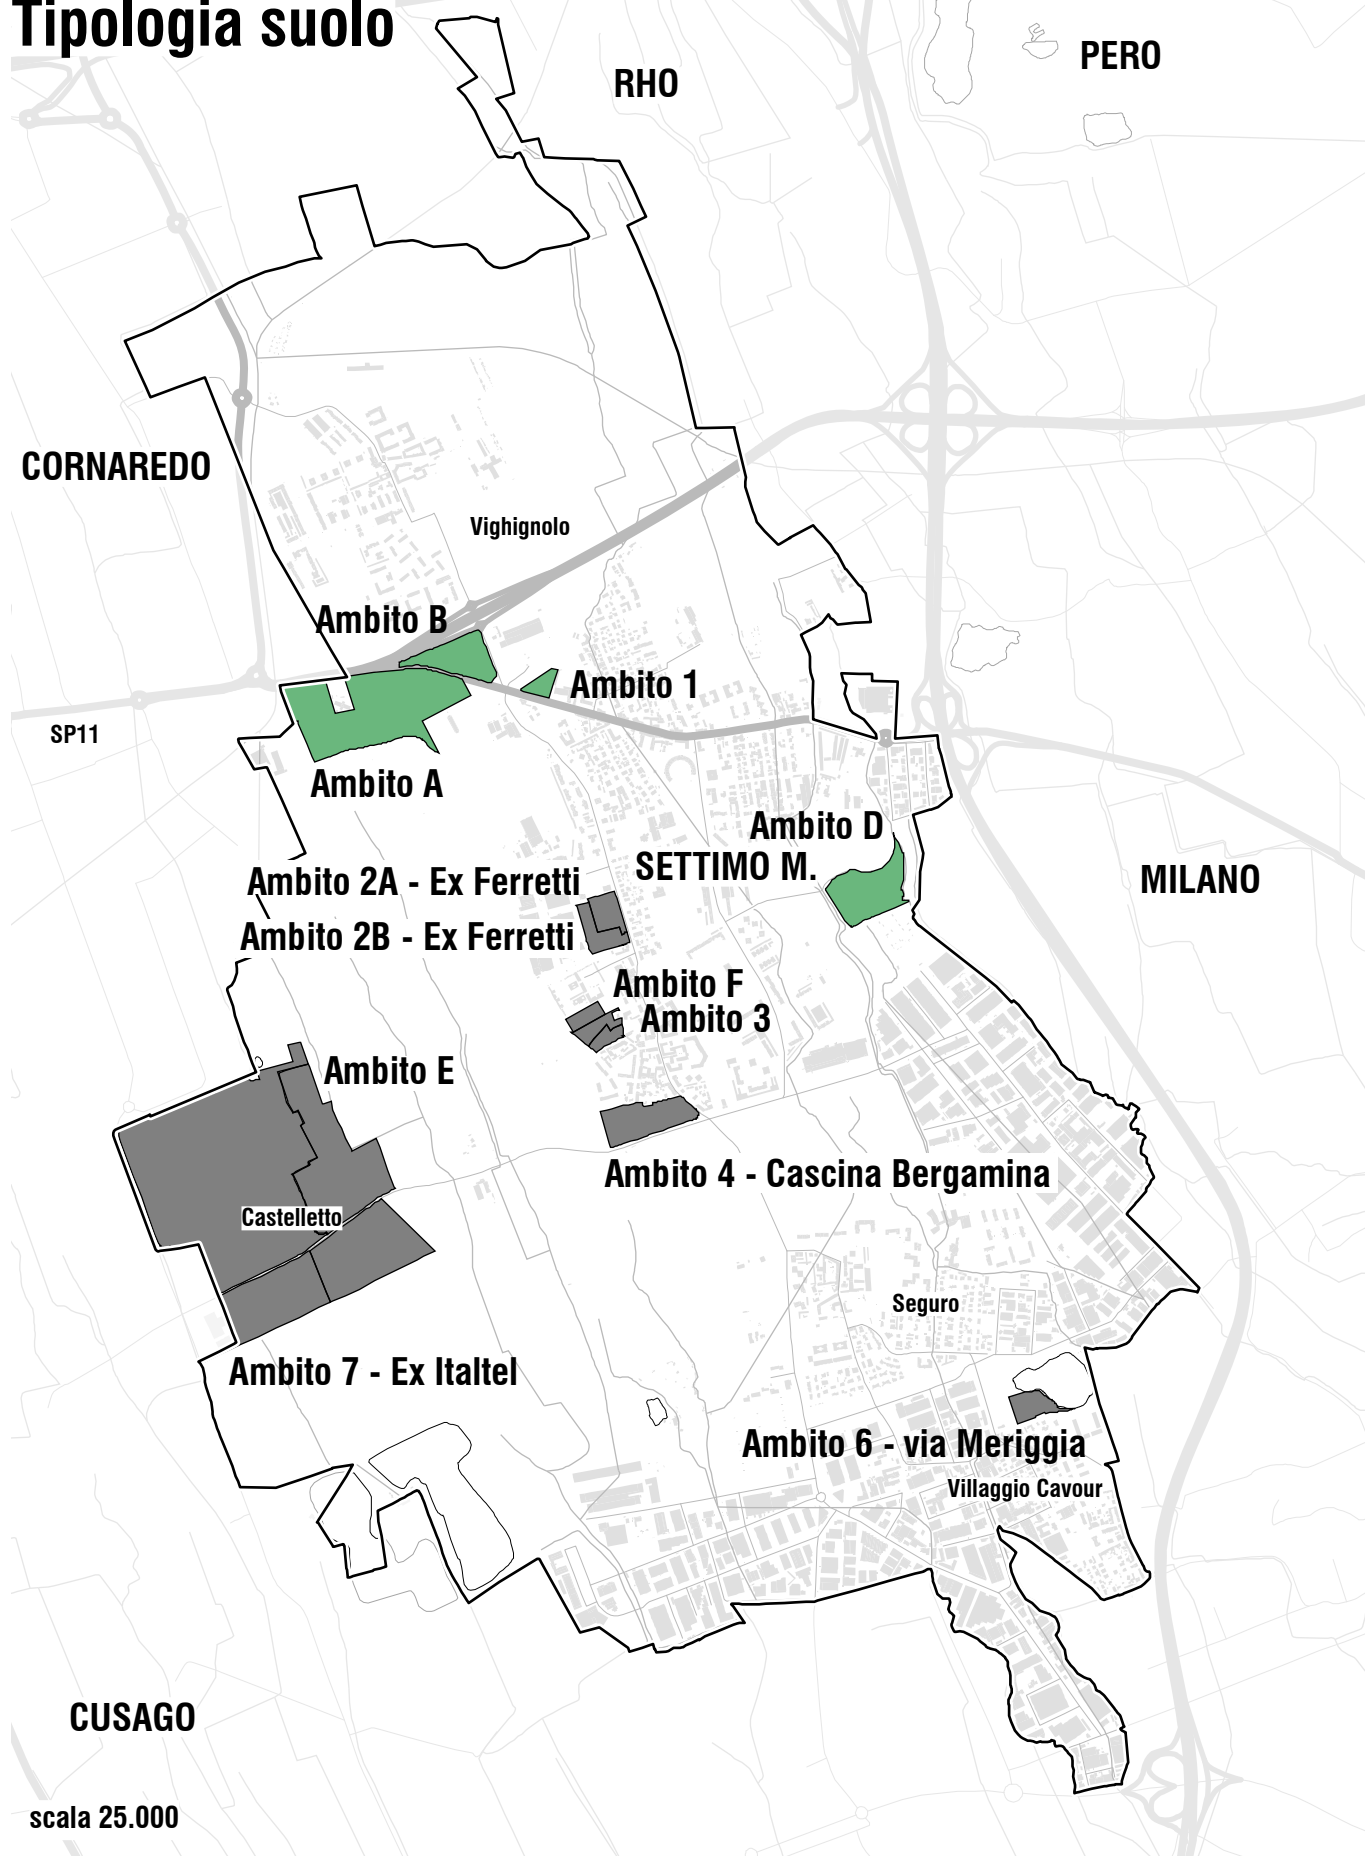 Tipologia suolo
PERO
RHO
CORNAREDO
Vighignolo
Ambito B
Ambito 1
SP11
Ambito A
Ambito D
SETTIMO M.
MILANO
Ambito 2A - Ex Ferretti
Ambito 2B - Ex Ferretti
Ambito F
Ambito 3
Ambito E
Ambito 4 - Cascina Bergamina
Castelletto
Seguro
Ambito 7 - Ex Italtel
Ambito 6 - via Meriggia
Villaggio Cavour
CUSAGO
scala 25.000